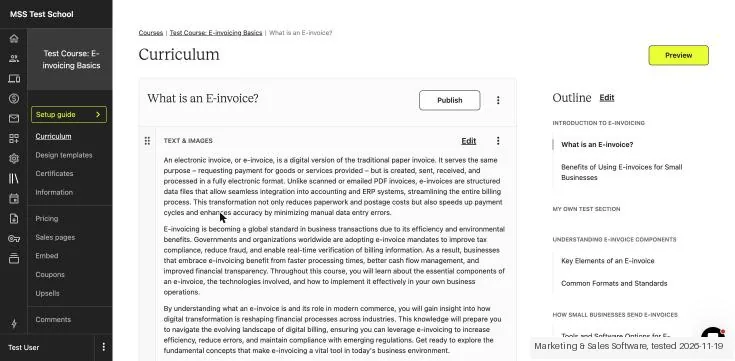 MSS Test School
Test Course: E-
invoicing Basics
Setup guide
Curriculum
Design templates
Certificates
Information
Pricing
Sales pages
Embed
Coupons
Upsells
Comments
Test User
Courses | Test Course: E-invoicing Basics | What is an E-invoice?
Curriculum
Preview
What is an E-invoice?
Publish
TEXT & IMAGES
Edit
An electronic invoice, or e-invoice, is a digital version of the traditional paper invoice. It serves the same
purpose – requesting payment for goods or services provided – but is created, sent, received, and
processed in a fully electronic format. Unlike scanned or emailed PDF invoices, e-invoices are structured
data files that allow seamless integration into accounting and ERP systems, streamlining the entire billing
process. This transformation not only reduces paperwork and postage costs but also speeds up payment
cycles and enhances accuracy by minimizing manual data entry errors.
E-invoicing is becoming a global standard in business transactions due to its efficiency and environmental
benefits. Governments and organizations worldwide are adopting e-invoice mandates to improve tax
compliance, reduce fraud, and enable real-time verification of billing information. As a result, businesses
that embrace e-invoicing benefit from faster processing times, better cash flow management, and
improved financial transparency. Throughout this course, you will learn about the essential components of
an e-invoice, the technologies involved, and how to implement it effectively in your own business
operations.
By understanding what an e-invoice is and its role in modern commerce, you will gain insight into how
digital transformation is reshaping financial processes across industries. This knowledge will prepare you
to navigate the evolving landscape of digital billing, ensuring you can leverage e-invoicing to increase
efficiency, reduce errors, and maintain compliance with emerging regulations. Get ready to explore the
fundamental concepts that make e-invoicing a vital tool in today's business environment.
Outline Edit
INTRODUCTION TO E-INVOICING
What is an E-invoice?
Benefits of Using E-invoices for Small
Businesses
MY OWN TEST SECTION
UNDERSTANDING E-INVOICE COMPONENTS
Key Elements of an E-invoice
Common Formats and Standards
HOW SMALL BUSINESSES SEND E-INVOICES
Tools and Software Options for E-
Marketing & Sales Software, tested 2025-11-19